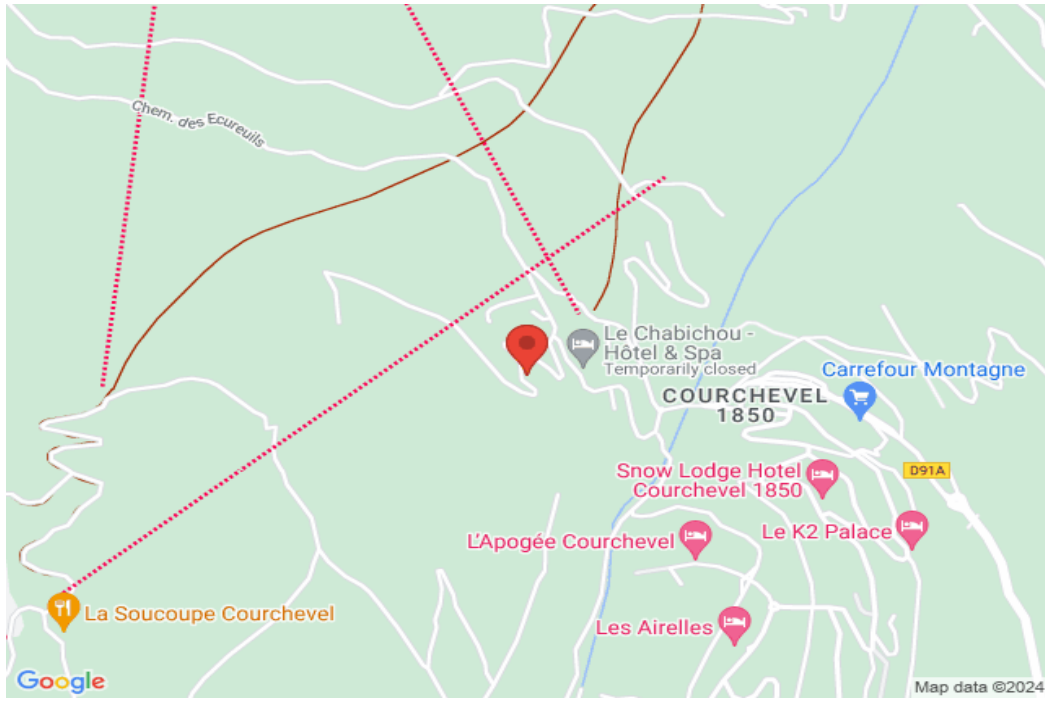 Chem. des Ecureuils
Le Chabichou -
Hôtel & Spa
Temporarily closed
Carrefour Montagne
COURCHEVEL
1850
Snow Lodge Hotel
Courchevel 1850
D91A
L'Apogée Courchevel
Le K2 Palace
La Soucoupe Courchevel
Les Airelles
Google
Map data ©2024